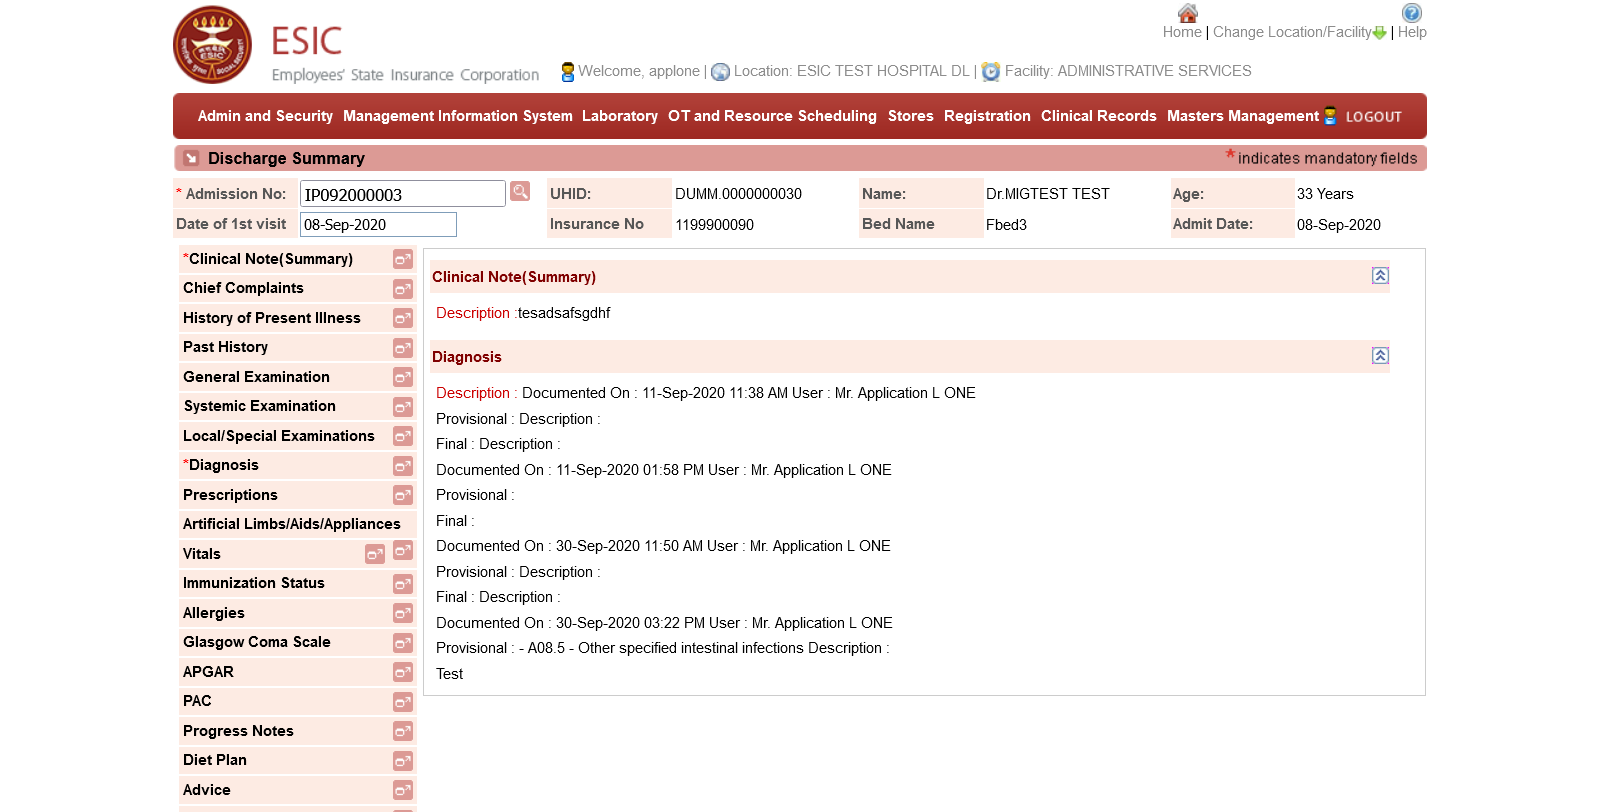 Home | Change Location/Facility | Help
ESIC
Employees' State Insurance Corporation
Welcome, applone | Location: ESIC TEST HOSPITAL DL | Facility: ADMINISTRATIVE SERVICES
Admin and Security Management Information System Laboratory OT and Resource Scheduling Stores Registration Clinical Records Masters Management LOGOUT
Discharge Summary * indicates mandatory fields
* Admission No: IP092000003 UHID: DUMM.0000000030 Name: Dr.MIGTEST TEST Age: 33 Years
Date of 1st visit 08-Sep-2020 Insurance No 1199900090 Bed Name Fbed3 Admit Date: 08-Sep-2020
*Clinical Note(Summary)
Chief Complaints
History of Present Illness
Past History
General Examination
Systemic Examination
Local/Special Examinations
*Diagnosis
Prescriptions
Artificial Limbs/Aids/Appliances
Vitals
Immunization Status
Allergies
Glasgow Coma Scale
APGAR
PAC
Progress Notes
Diet Plan
Advice
Clinical Note(Summary)
Description :tesadsafsgdhf
Diagnosis
Description : Documented On : 11-Sep-2020 11:38 AM User : Mr. Application L ONE
Provisional : Description :
Final : Description :
Documented On : 11-Sep-2020 01:58 PM User : Mr. Application L ONE
Provisional :
Final :
Documented On : 30-Sep-2020 11:50 AM User : Mr. Application L ONE
Provisional : Description :
Final : Description :
Documented On : 30-Sep-2020 03:22 PM User : Mr. Application L ONE
Provisional : - A08.5 - Other specified intestinal infections Description :
Test